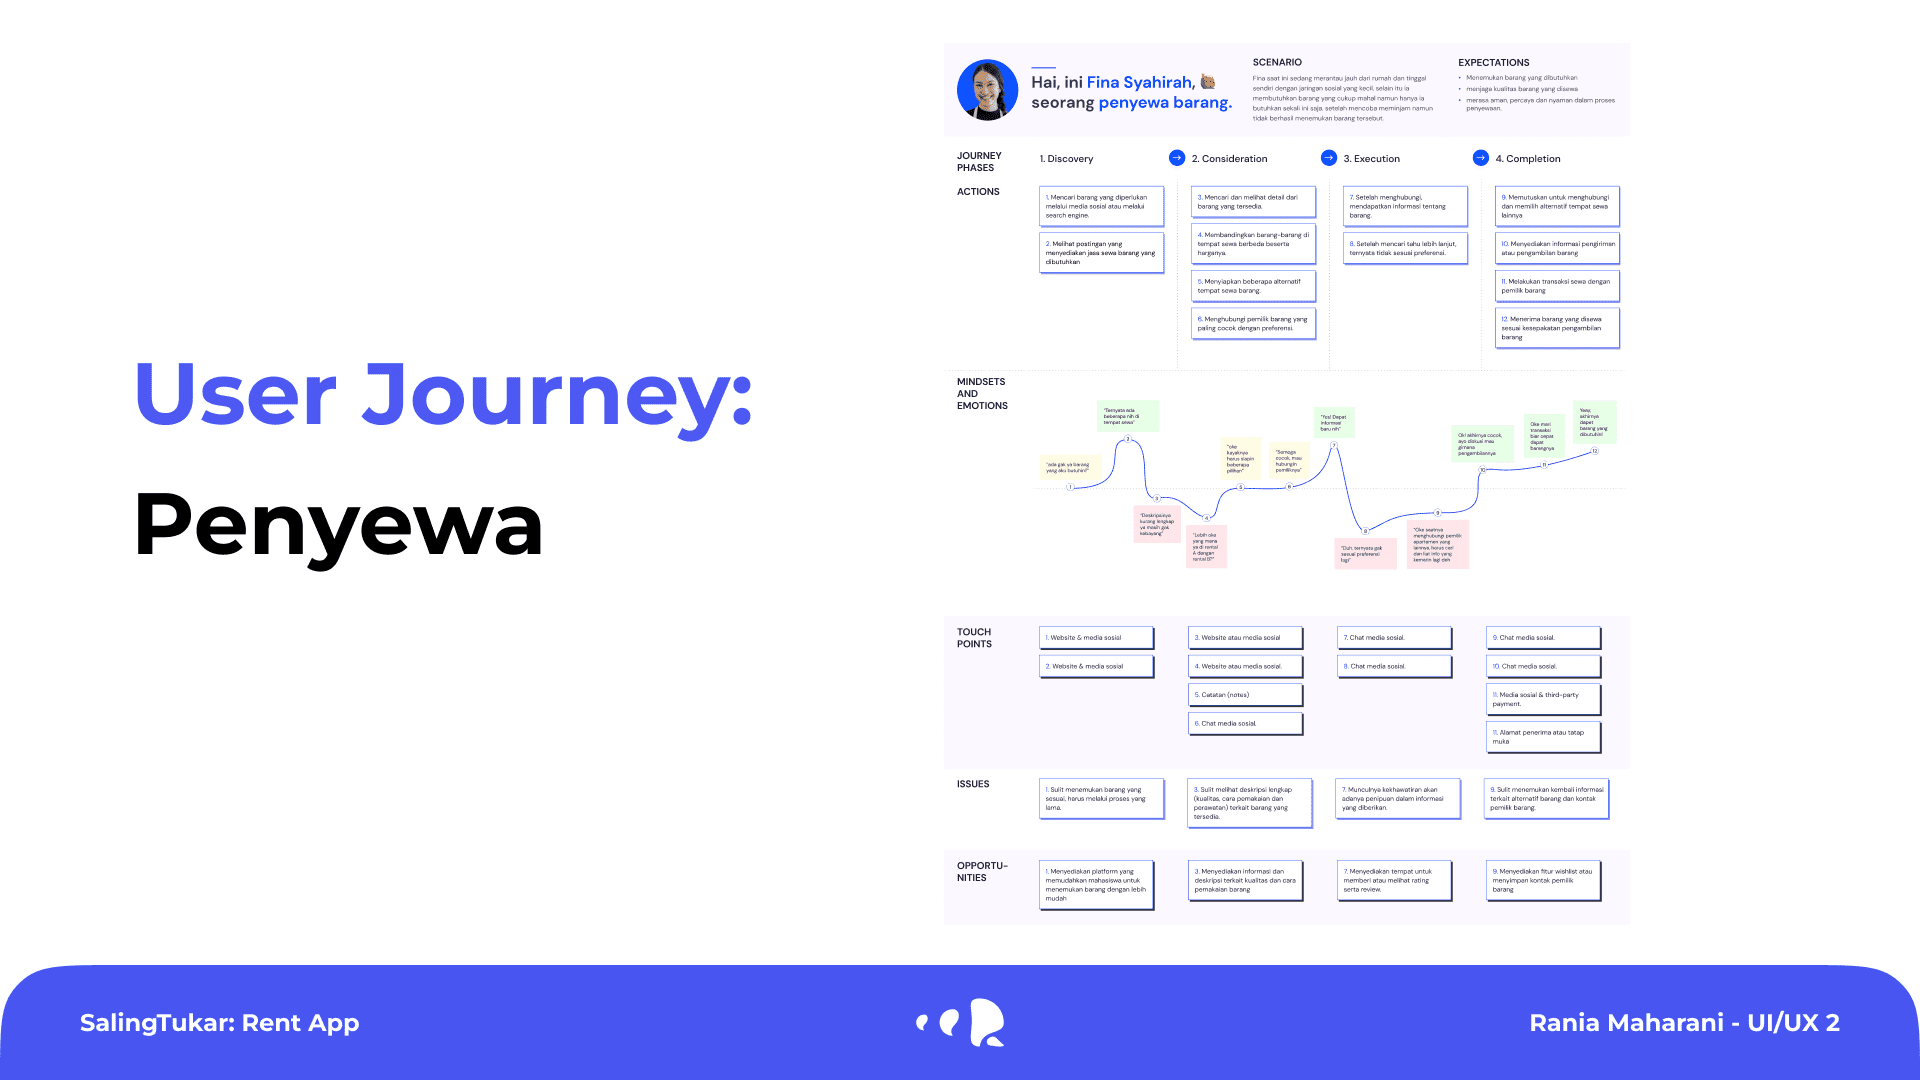 User Journey:
Penyewa
Hai, ini Fina Syahirah,
seorang penyewa barang.
SCENARIO
Fina saat ini sedang merantau jauh dari rumah dan tinggal
sendiri dengan jaringan sosial yang kecil, selain itu ia
membutuhkan barang yang cukup mahal namun hanya ia
butuhkan sekali ini saja. setelah mencoba meminjam namun
tidak berhasil menemukan barang tersebut.
EXPECTATIONS
• Menemukan barang yang dibutuhkan
• menjaga kualitas barang yang disewa
• merasa aman, percaya dan nyaman dalam proses
penyewaan.
JOURNEY
PHASES
1. Discovery
2. Consideration
3. Execution
4. Completion
ACTIONS
1. Mencari barang yang diperlukan
melalui media sosial atau melalui
search engine.
2. Melihat postingan yang
menyediakan jasa sewa barang yang
dibutuhkan
3. Mencari dan melihat detail dari
barang yang tersedia.
4. Membandingkan barang-barang di
tempat sewa berbeda beserta
harganya.
5. Menyiapkan beberapa alternatif
tempat sewa barang.
6. Menghubungi pemilik barang yang
paling cocok dengan preferensi.
7. Setelah menghubungi,
mendapatkan informasi tentang
barang.
8. Setelah mencari tahu lebih lanjut,
ternyata tidak sesuai preferensi.
9. Memutuskan untuk menghubungi
dan memilih alternatif tempat sewa
lainnya
10. Menyediakan informasi pengiriman
atau pengambilan barang
11. Melakukan transaksi sewa dengan
pemilik barang
12. Menerima barang yang disewa
sesuai kesepakatan pengambilan
barang
MINDSETS
AND
EMOTIONS
"ada gak ya barang
yang aku butuhin?"
1
"Ternyata ada
beberapa nih di
tempat sewa"
2
3
"Deskripsinya
kurang lengkap
ya masih gak
kebayang"
4
"Lebih oke
yang mana
ya di rental
A dengan
rental B?"
"oke
kayaknya
harus siapin
beberapa
pilihan"
5
"Semoga
cocok, mau
hubungin
pemiliknya"
6
"Yes! Dapat
informasi
baru nih"
7
8
"Duh, ternyata gak
sesuai preferensi
lagi"
9
"Oke saatnya
menghubungi pemilik
apartemen yang
lainnya, harus cari
dan liat info yang
kemarin lagi deh
Ok! akhirnya cocok,
ayo diskusi mau
gimana
pengambilannya
10
Oke mari
transaksi
biar cepat
dapat
barangnya
11
Yeay,
akhirnya
dapat
barang yang
dibutuhin!
12
TOUCH
POINTS
1. Website & media sosial
2. Website & media sosial
3. Website atau media sosial
4. Website atau media sosial.
5. Catatan (notes)
6. Chat media sosial.
7. Chat media sosial.
8. Chat media sosial.
9. Chat media sosial.
10. Chat media sosial.
11. Media sosial & third-party
payment.
11. Alamat penerima atau tatap
muka
ISSUES
1. Sulit menemukan barang yang
sesuai, harus melalui proses yang
lama.
3. Sulit melihat deskripsi lengkap
(kualitas, cara pemakaian dan
perawatan) terkait barang yang
tersedia.
7. Munculnya kekhawatiran akan
adanya penipuan dalam informasi
yang diberikan.
9. Sulit menemukan kembali informasi
terkait alternatif barang dan kontak
pemilik barang.
OPPORTU-
NITIES
1. Menyediakan platform yang
memudahkan mahasiswa untuk
menemukan barang dengan lebih
mudah
3. Menyediakan informasi dan
deskripsi terkait kualitas dan cara
pemakaian barang
7. Menyediakan tempat untuk
memberi atau melihat rating
serta review.
9. Menyediakan fitur wishlist atau
menyimpan kontak pemilik
barang
SalingTukar: Rent App
Rania Maharani - UI/UX 2